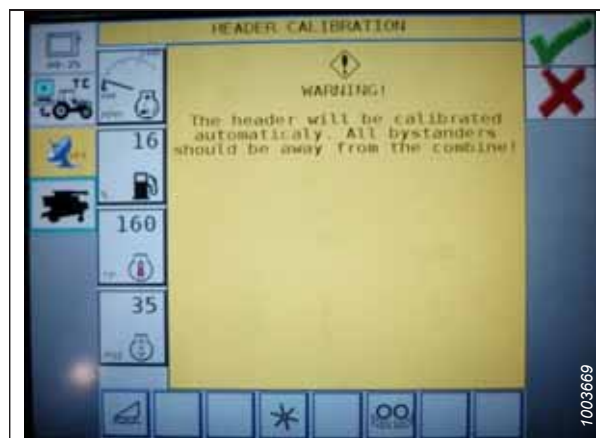 HEADER CALIBRATION
WARNING!
The header will be calibrated
automaticaly. All bystanders
should be away from the combine!
TC
16
160
35
1003669